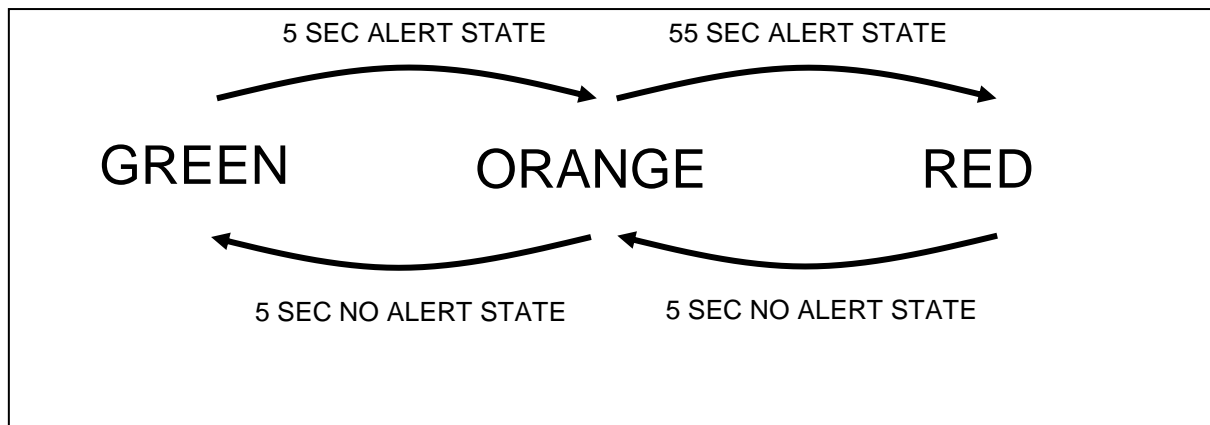 5 SEC ALERT STATE 55 SEC ALERT STATE
GREEN ORANGE RED
5 SEC NO ALERT STATE 5 SEC NO ALERT STATE